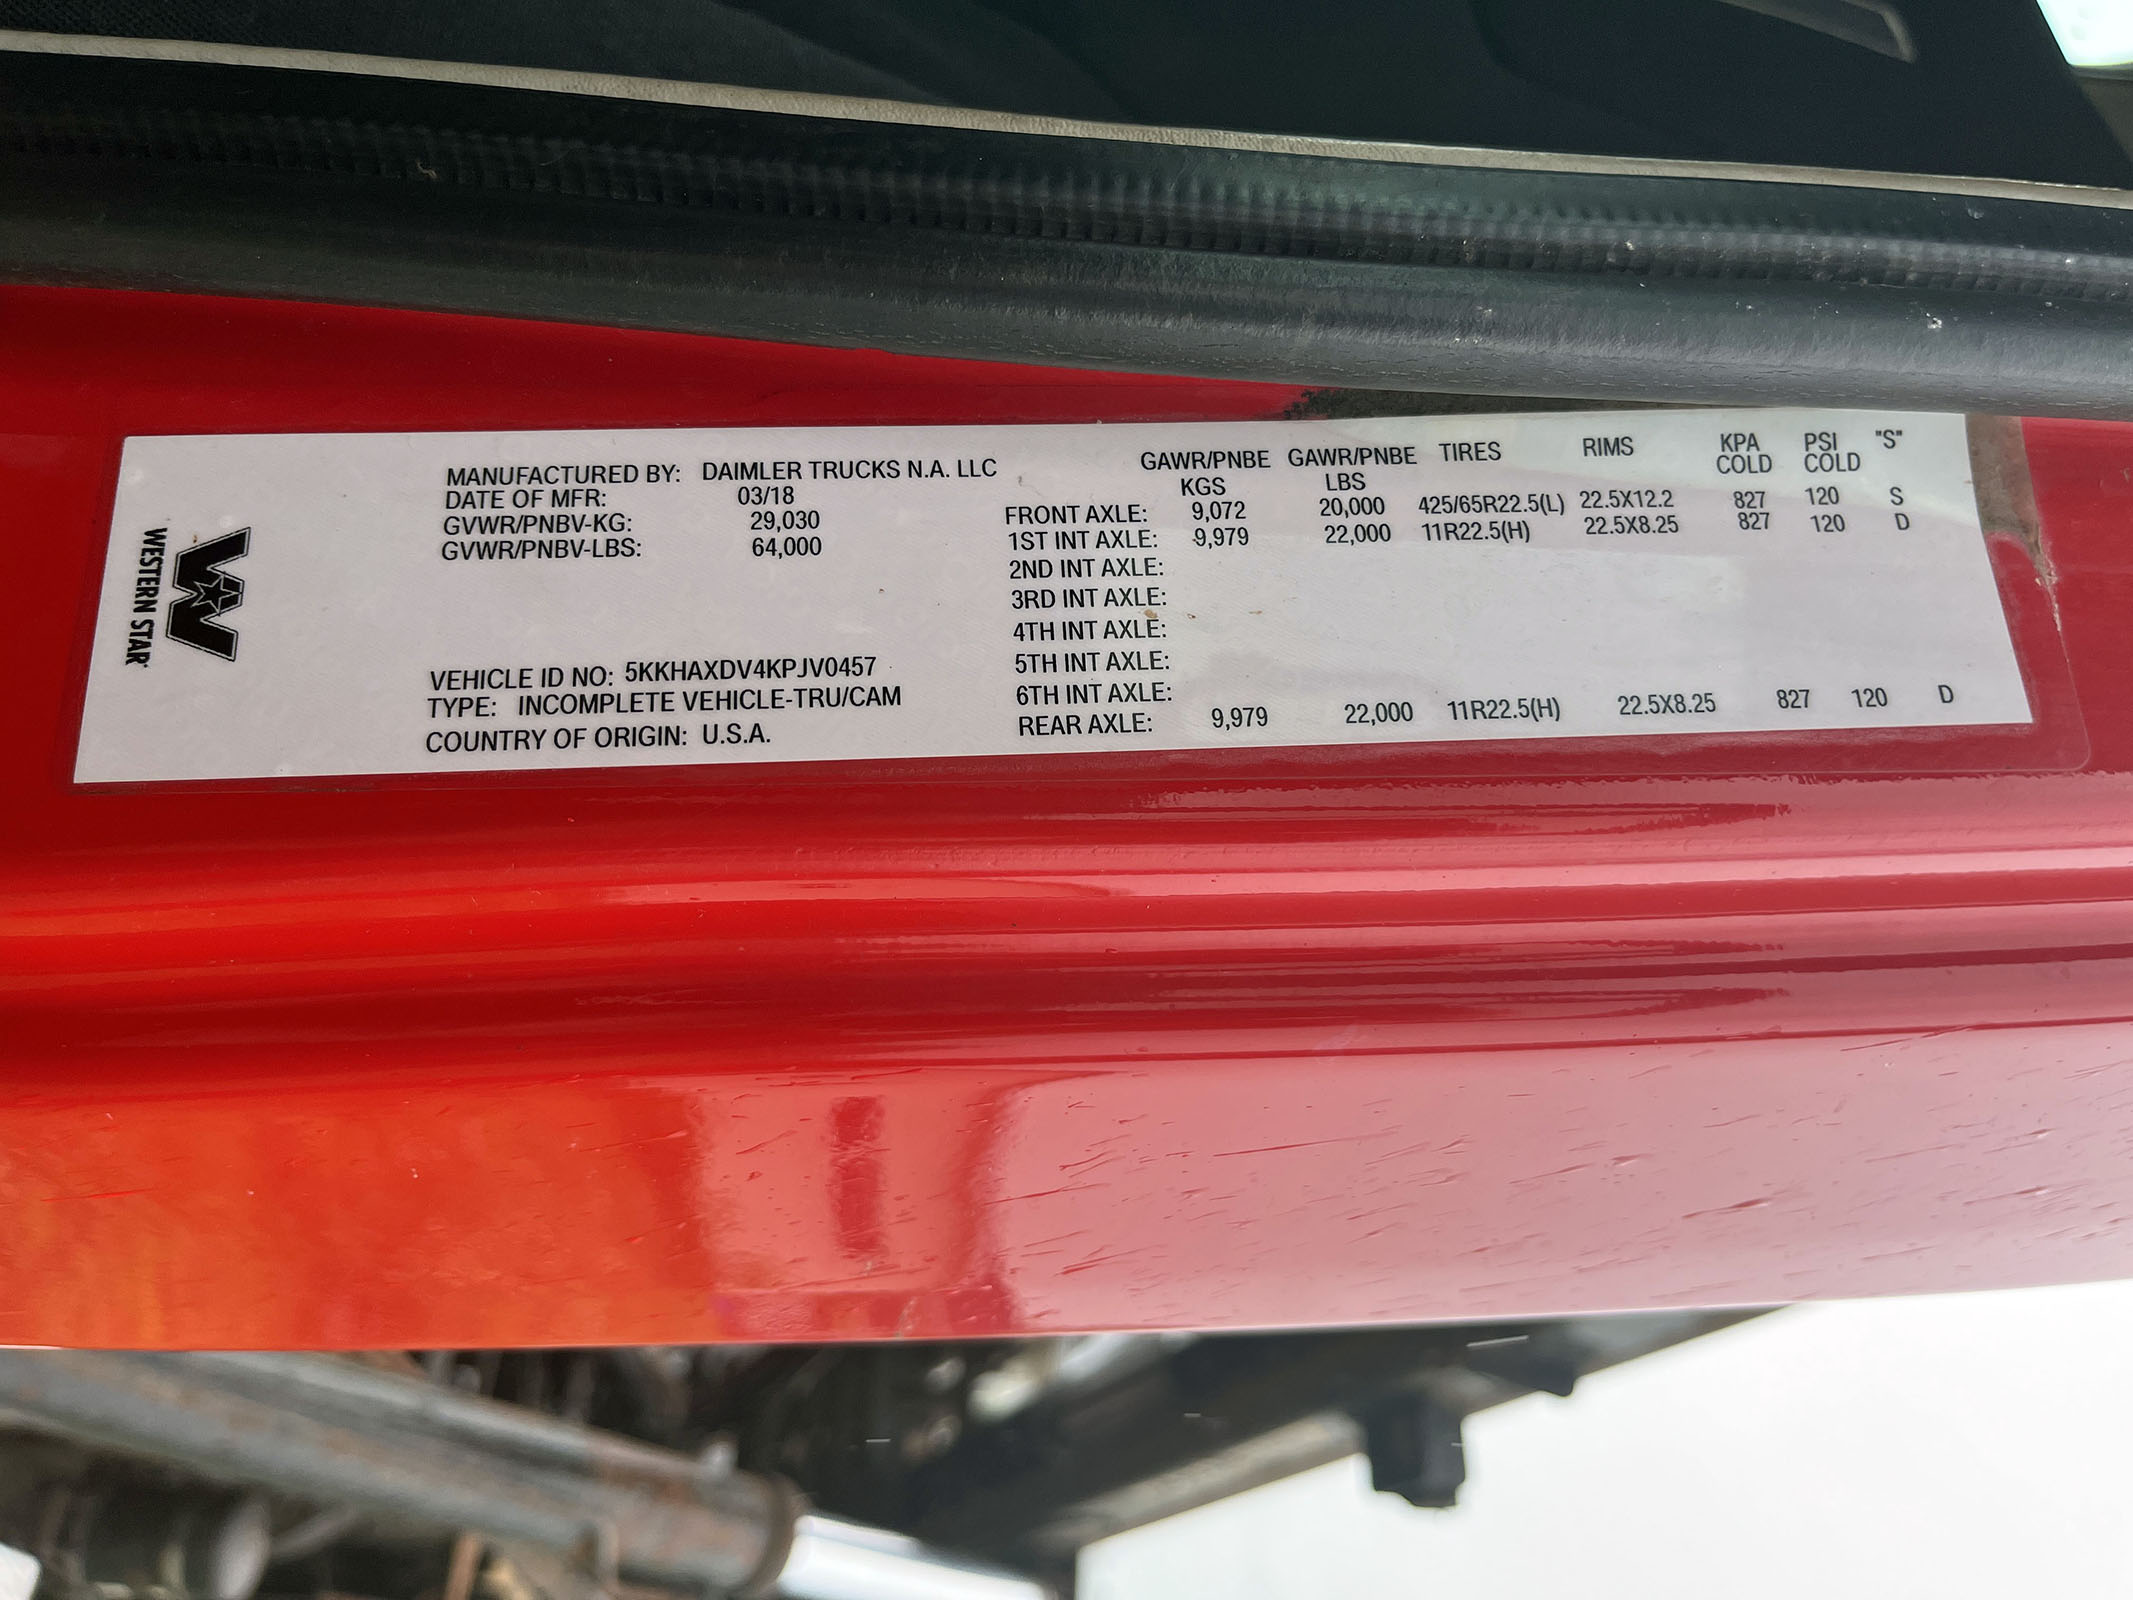 WESTERN STAR
MANUFACTURED BY: DAIMLER TRUCKS N.A. LLC
DATE OF MFR: 03/18
GVWR/PNBV-KG: 29,030
GVWR/PNBV-LBS: 64,000
VEHICLE ID NO: 5KKHAXDV4KPJV0457
TYPE: INCOMPLETE VEHICLE-TRU/CAM
COUNTRY OF ORIGIN: U.S.A.
GAWR/PNBE GAWR/PNBE TIRES RIMS KPA PSI "S"
KGS LBS COLD COLD
FRONT AXLE: 9,072 20,000 425/65R22.5(L) 22.5X12.2 827 120 S
1ST INT AXLE: 9,979 22,000 11R22.5(H) 22.5X8.25 827 120 D
2ND INT AXLE:
3RD INT AXLE:
4TH INT AXLE:
5TH INT AXLE:
6TH INT AXLE:
REAR AXLE: 9,979 22,000 11R22.5(H) 22.5X8.25 827 120 D